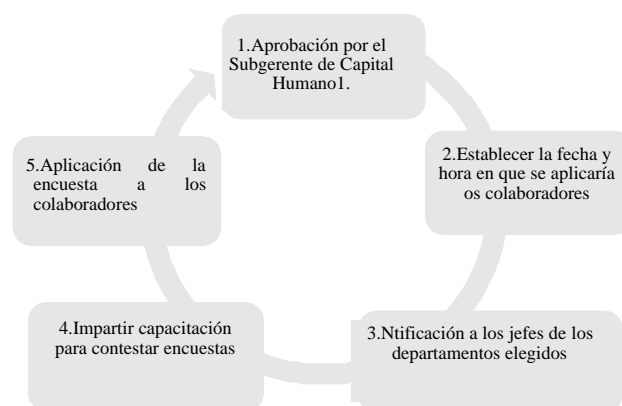 1.Aprobación por el
Subgerente de Capital
Humano1.
2.Establecer la fecha y
hora en que se aplicaría
os colaboradores
3.Ntificación a los jefes de los
departamentos elegidos
4.Impartir capacitación
para contestar encuestas
5.Aplicación de la
encuesta a los
colaboradores